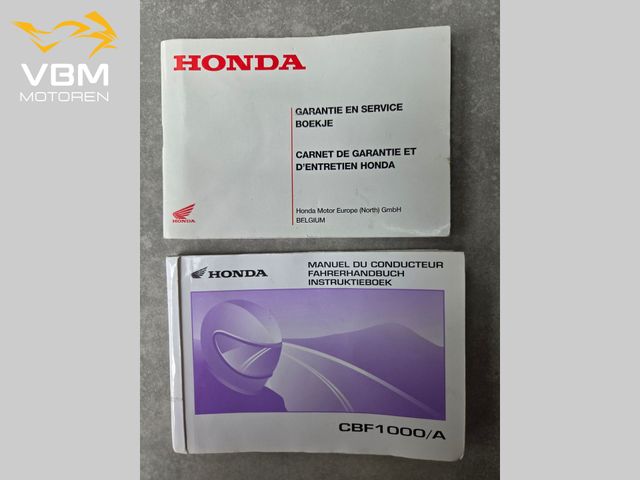 VBM
MOTOREN
HONDA
GARANTIE EN SERVICE
BOEKJE
CARNET DE GARANTIE ET
D'ENTRETIEN HONDA
HONDA
Honda Motor Europe (North) GmbH
BELGIUM
HONDA
MANUEL DU CONDUCTEUR
FAHRERHANDBUCH
INSTRUKTIEBOEK
CBF1000/A